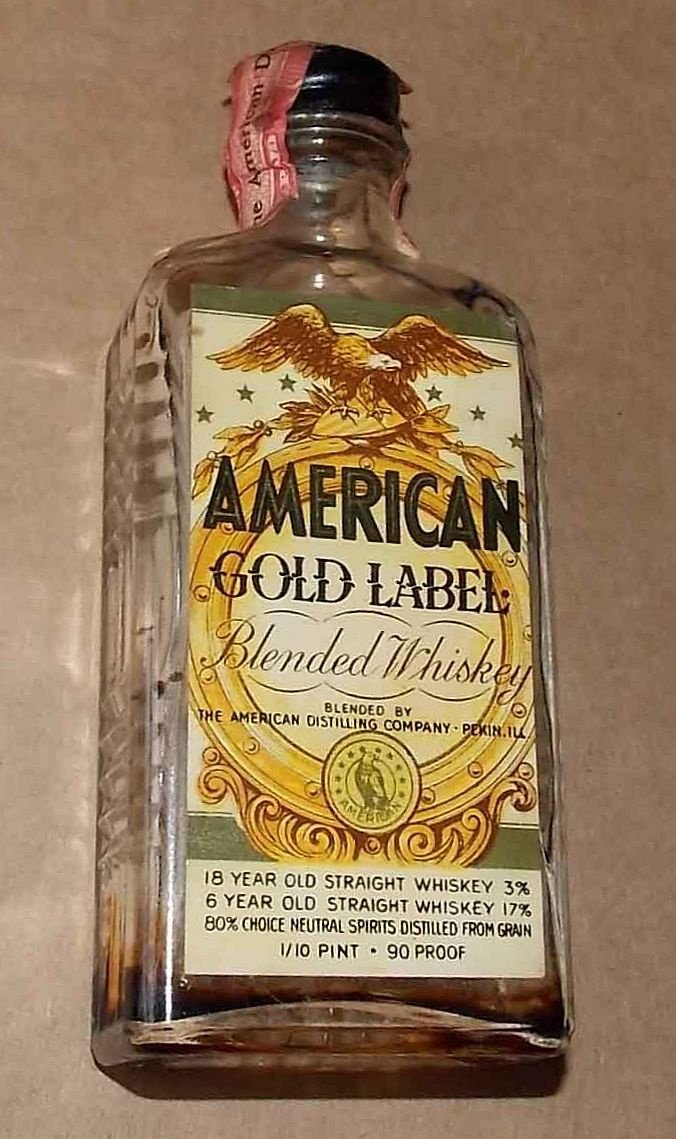 The American D
AMERICAN
GOLD LABEL
Blended Whiskey
BLENDED BY
THE AMERICAN DISTILLING COMPANY · PEKIN, ILL
AMERICAN
18 YEAR OLD STRAIGHT WHISKEY 3%
6 YEAR OLD STRAIGHT WHISKEY 17%
80% CHOICE NEUTRAL SPIRITS DISTILLED FROM GRAIN
1/10 PINT • 90 PROOF